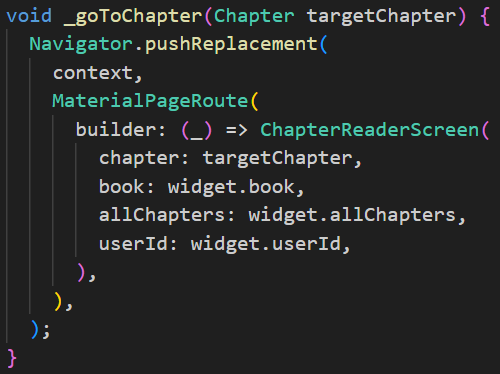 void _goToChapter(Chapter targetChapter) {
  Navigator.pushReplacement(
    context,
    MaterialPageRoute(
      builder: (_) => ChapterReaderScreen(
        chapter: targetChapter,
        book: widget.book,
        allChapters: widget.allChapters,
        userId: widget.userId,
      ),
    ),
  );
}